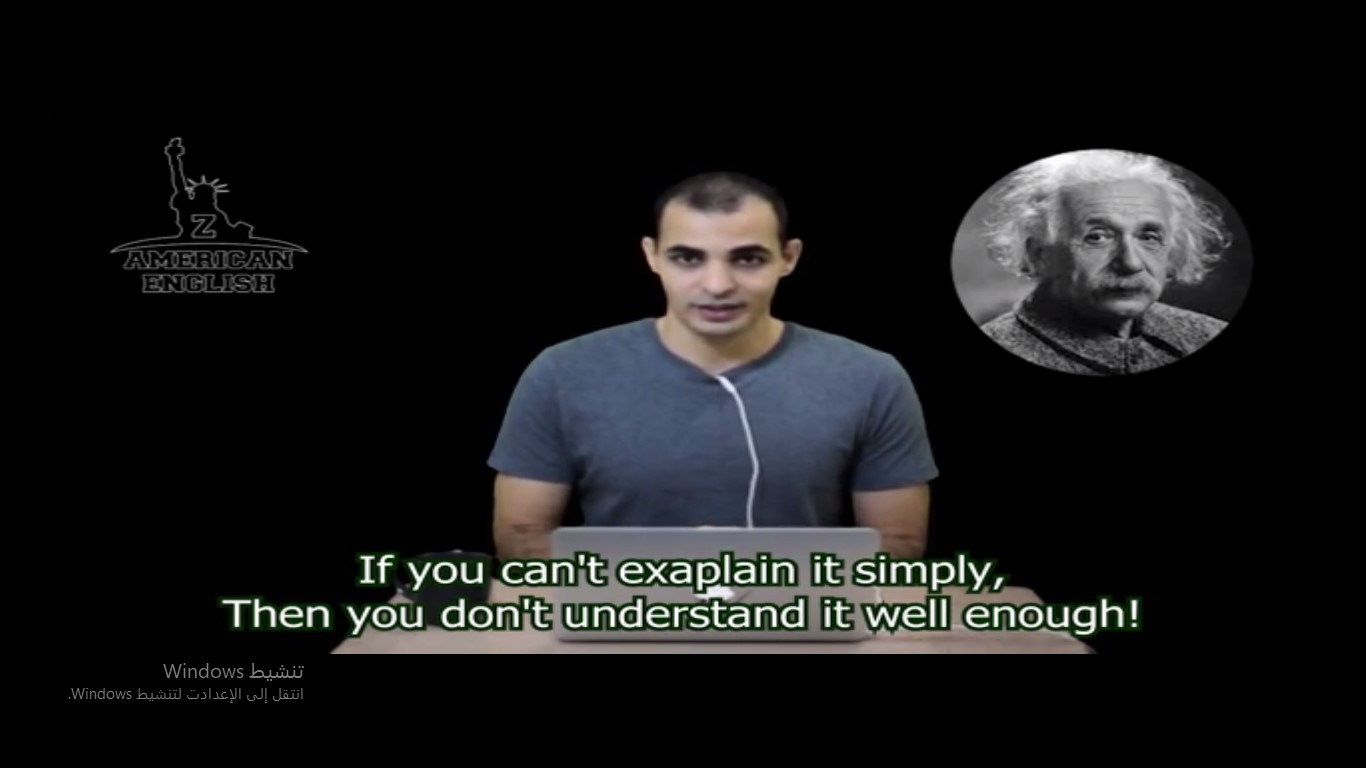 Z
AMERICAN
ENGLISH
If you can't exaplain it simply,
Then you don't understand it well enough!
تنشيط Windows
انتقل إلى الإعدادت لتنشيط Windows.